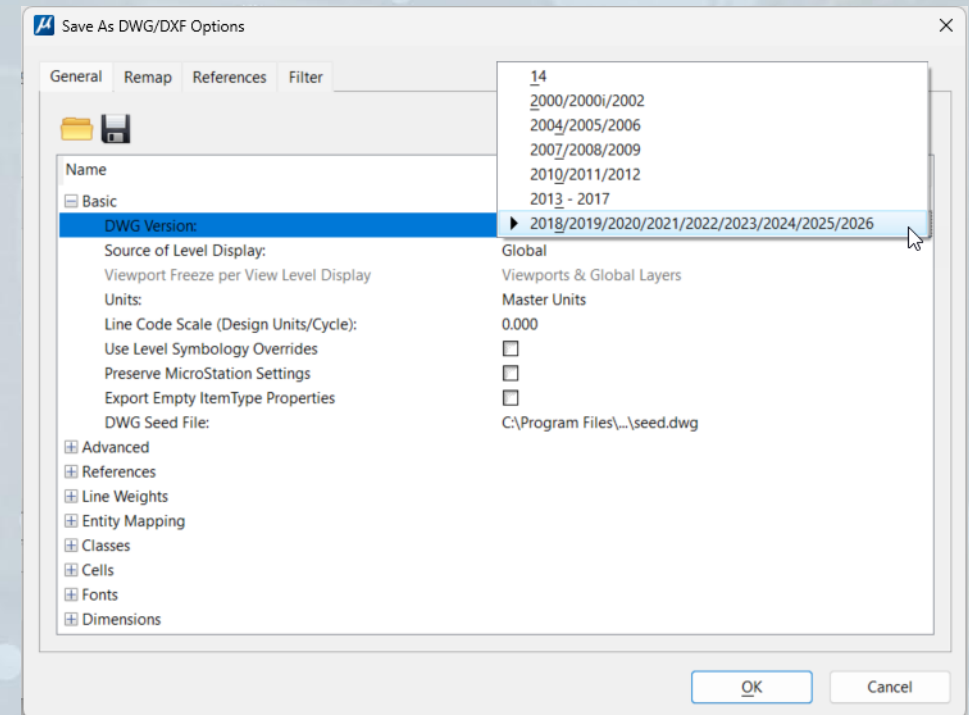 Save As DWG/DXF Options
General Remap References Filter
14
2000/2000i/2002
2004/2005/2006
2007/2008/2009
2010/2011/2012
2013 - 2017
2018/2019/2020/2021/2022/2023/2024/2025/2026
Name
Basic
DWG Version:
Source of Level Display: Global
Viewport Freeze per View Level Display Viewports & Global Layers
Units: Master Units
Line Code Scale (Design Units/Cycle): 0.000
Use Level Symbology Overrides
Preserve MicroStation Settings
Export Empty ItemType Properties
DWG Seed File: C:\Program Files\...\seed.dwg
Advanced
References
Line Weights
Entity Mapping
Classes
Cells
Fonts
Dimensions
OK Cancel